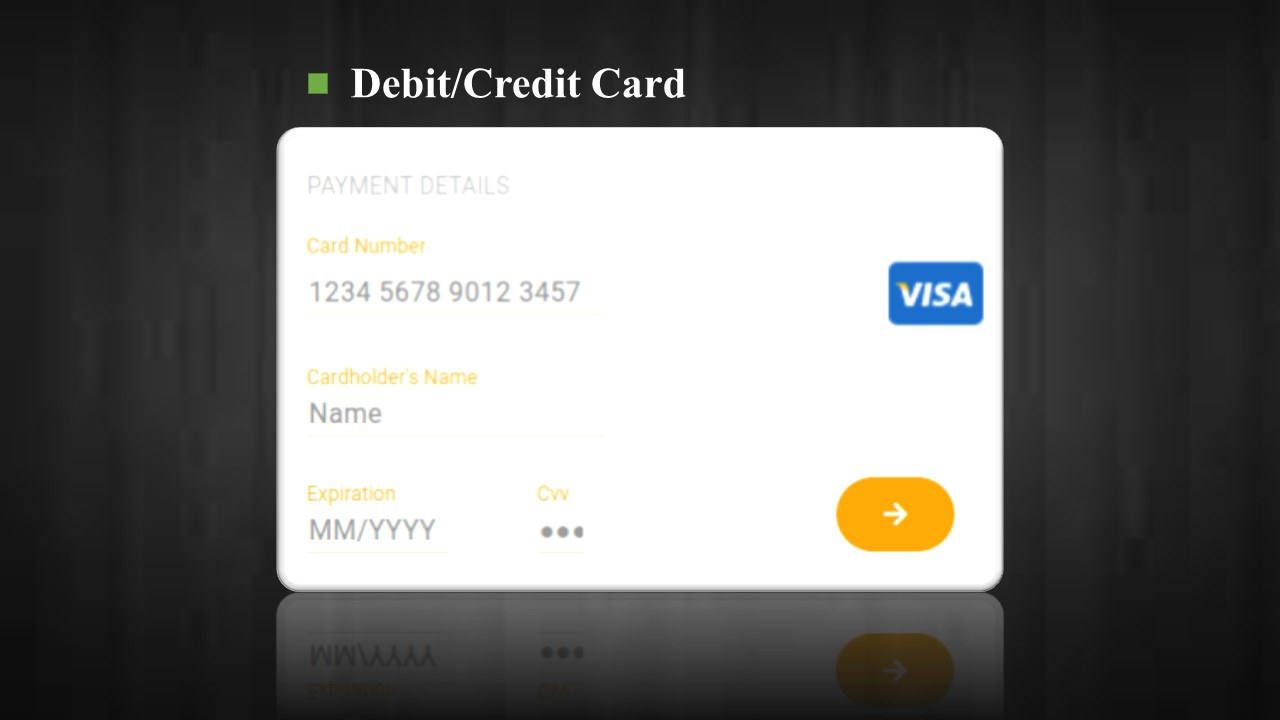 Debit/Credit Card
PAYMENT DETAILS
Card Number
1234 5678 9012 3457
VISA
Cardholder's Name
Name
Expiration
Cvv
MM/YYYY
•••